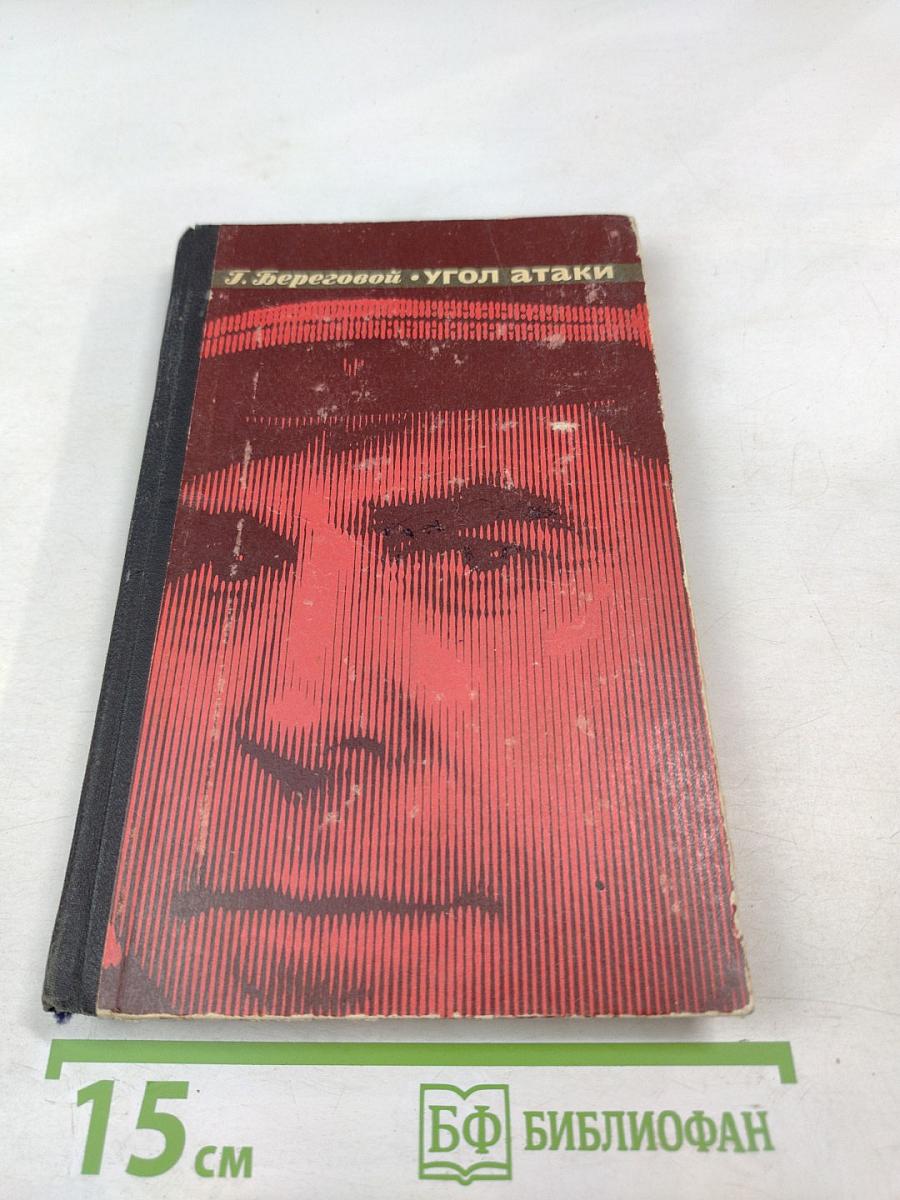 Г. Береговой • угол атаки
15 см
БФ БИБЛИОФАН